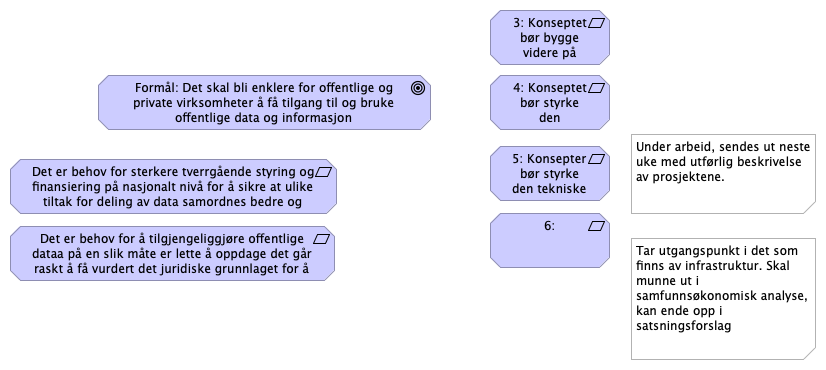 3: Konseptet
bør bygge
videre på
Formål: Det skal bli enklere for offentlige og
private virksomheter å få tilgang til og bruke
offentlige data og informasjon
4: Konseptet
bør styrke
den
Under arbeid, sendes ut neste
uke med utførlig beskrivelse
av prosjektene.
5: Konsepter
bør styrke
den tekniske
Det er behov for sterkere tverrgående styring og
finansiering på nasjonalt nivå for å sikre at ulike
tiltak for deling av data samordnes bedre og
6:
Det er behov for å tilgjengeliggjøre offentlige
dataa på en slik måte er lette å oppdage det går
raskt å få vurdert det juridiske grunnlaget for å
Tar utgangspunkt i det som
finns av infrastruktur. Skal
munne ut i
samfunnsøkonomisk analyse,
kan ende opp i
satsningsforslag